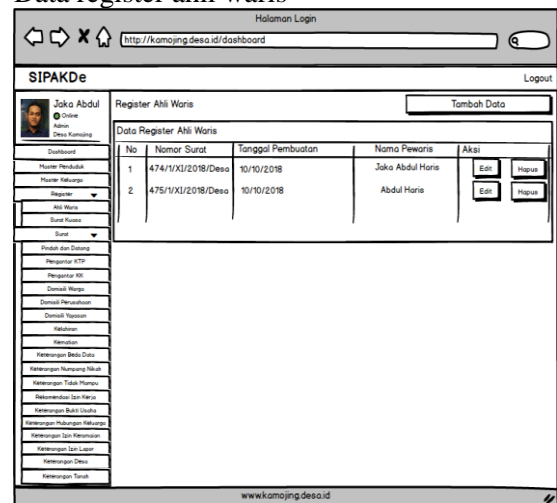 Data register ahli waris
Halaman Login
http://kamojing.desa.id/dashboard
SIPAKDe
Logout
Jaka Abdul
Online
Admin
Desa Kamojing
Dashboard
Master Penduduk
Master Keluarga
Register
Ahli Waris
Surat Kuasa
Surat
Pindah dan Datang
Pengantar KTP
Pengantar KK
Domisili Warga
Domisili Perusahaan
Domisili Yayasan
Kelahiran
Kematian
Keterangan Beda Data
Keterangan Numpang Nikah
Keterangan Tidak Mampu
Rekomendasi Izin Kerja
Keterangan Bukti Usaha
Keterangan Hubungan Keluarga
Keterangan Izin Keramaian
Keterangan Izin Lapor
Keterangan Desa
Keterangan Tanah
Register Ahli Waris
Tambah Data
Data Register Ahli Waris
No Nomor Surat Tanggal Pembuatan Nama Pewaris Aksi
1 474/1/XI/2018/Desa 10/10/2018 Jaka Abdul Haris Edit Hapus
2 475/1/XI/2018/Desa 10/10/2018 Abdul Haris Edit Hapus
www.kamojing.desa.id